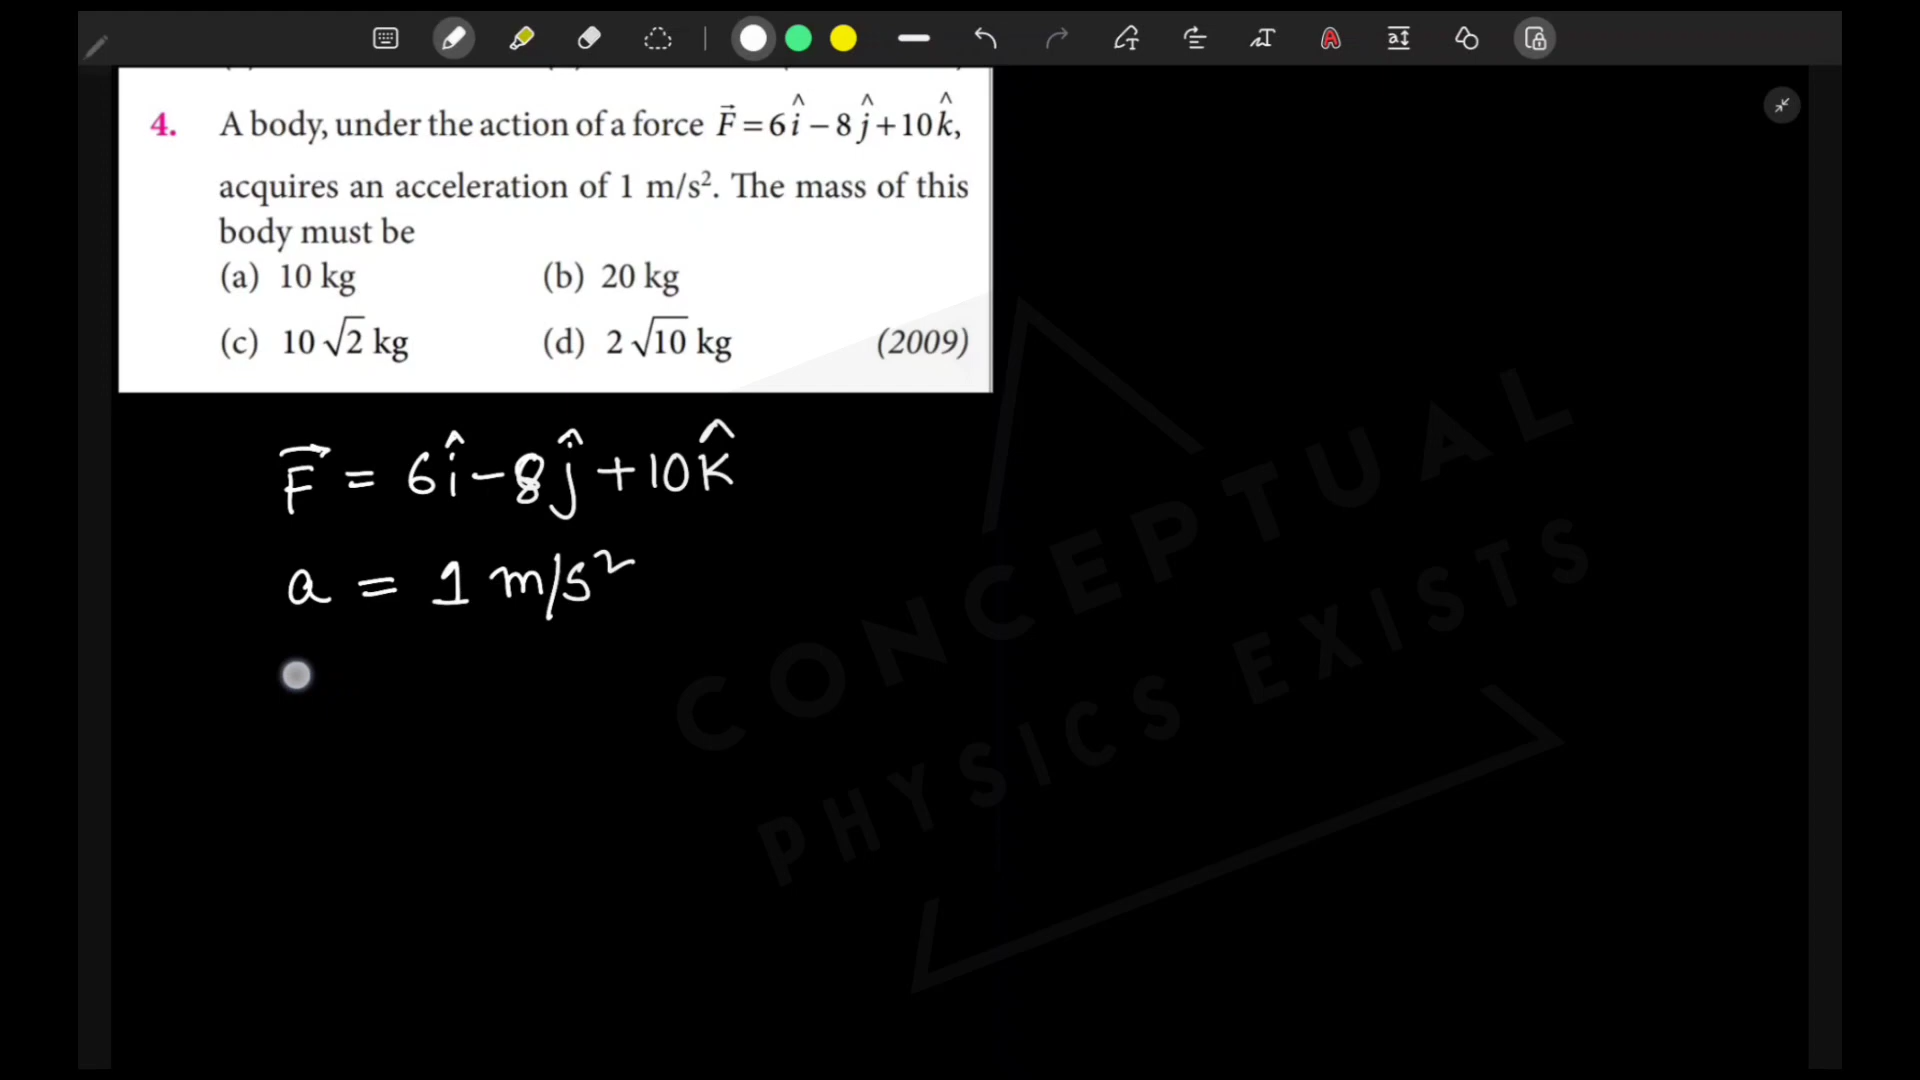 4. A body, under the action of a force F⃗ = 6î − 8ĵ + 10k̂,
acquires an acceleration of 1 m/s². The mass of this
body must be
(a) 10 kg (b) 20 kg
(c) 10√2 kg (d) 2√10 kg (2009)
F⃗ = 6î − 8ĵ + 10k̂
a = 1 m/s²
CONCEPTUAL
PHYSICS EXISTS